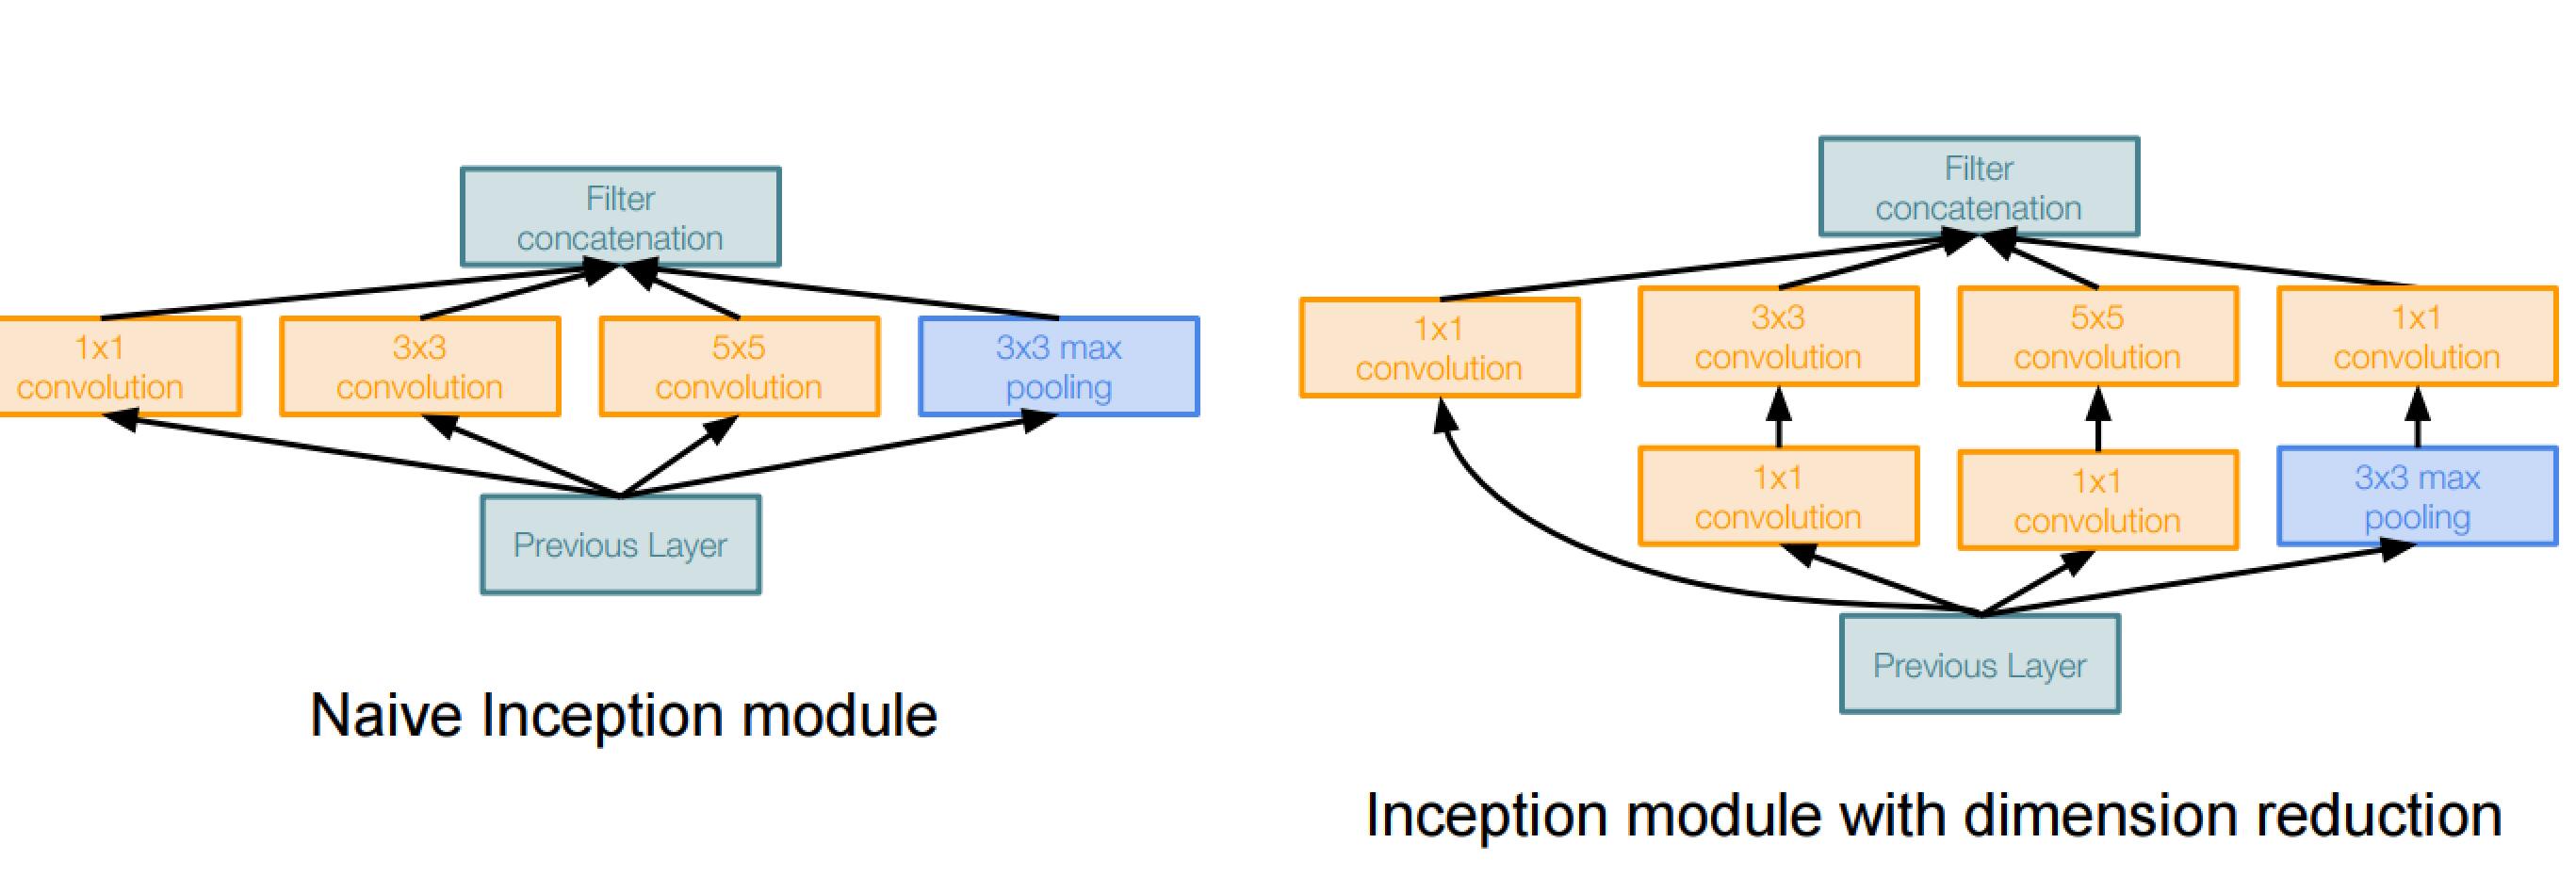 Filter
concatenation
1x1
convolution
3x3
convolution
5x5
convolution
3x3 max
pooling
Previous Layer
Naive Inception module
Filter
concatenation
1x1
convolution
3x3
convolution
5x5
convolution
1x1
convolution
1x1
convolution
1x1
convolution
3x3 max
pooling
Previous Layer
Inception module with dimension reduction